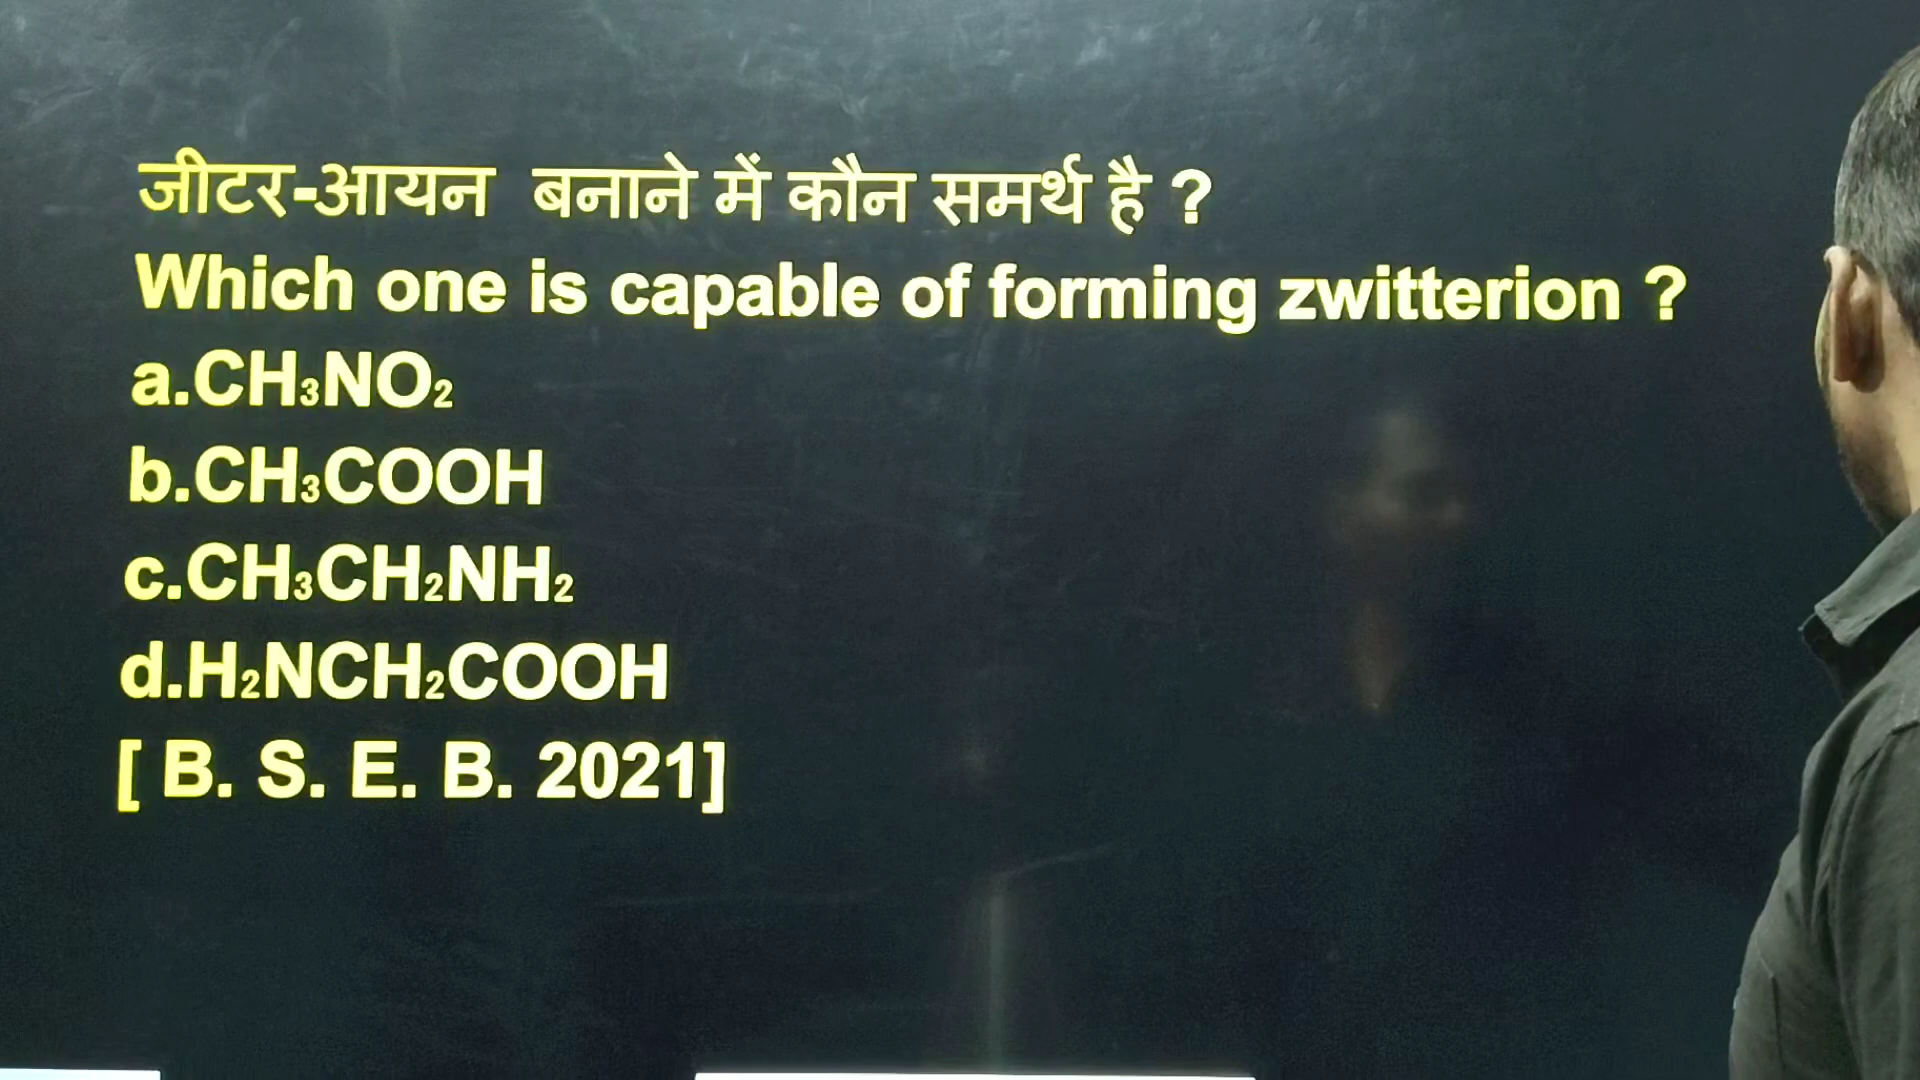 जीटर-आयन बनाने में कौन समर्थ है ?
Which one is capable of forming zwitterion ?
a.CH₃NO₂
b.CH₃COOH
c.CH₃CH₂NH₂
d.H₂NCH₂COOH
[ B. S. E. B. 2021]